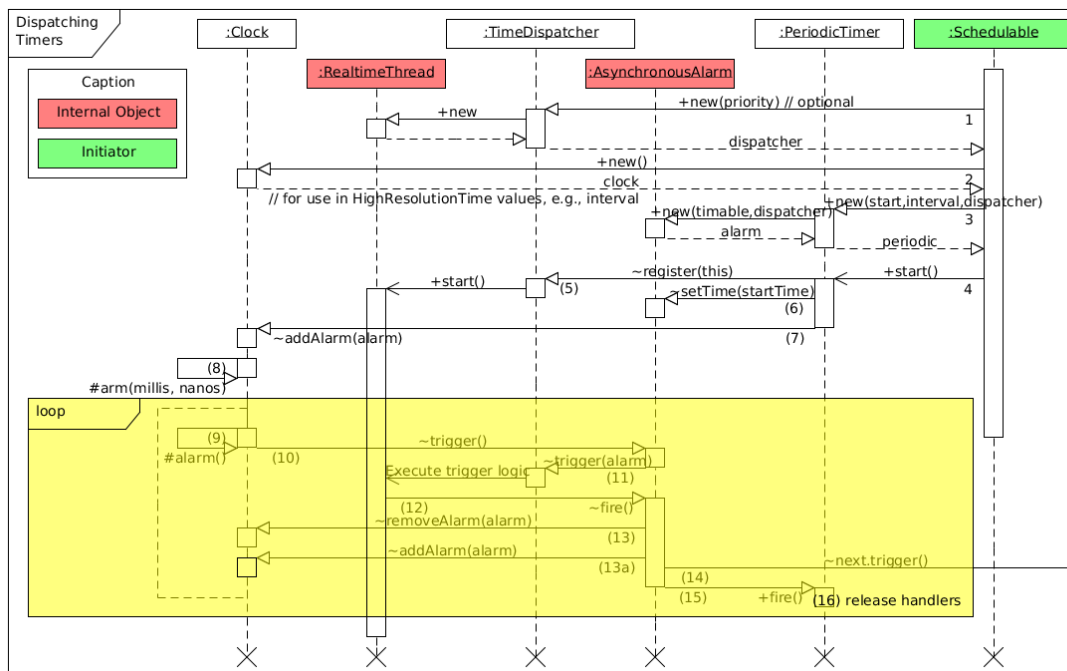 Dispatching
Timers
:Clock
:TimeDispatcher
:PeriodicTimer
:Schedulable
Caption
Internal Object
Initiator
:RealtimeThread
:AsynchronousAlarm
+new(priority) // optional
1
+new
dispatcher
+new()
2
clock
// for use in HighResolutionTime values, e.g., interval
+new(start,interval,dispatcher)
3
+new(timable,dispatcher)
alarm
periodic
~register(this)
+start()
4
+start()
(5)
~setTime(startTime)
(6)
~addAlarm(alarm)
(7)
(8)
#arm(millis, nanos)
loop
(9)
~trigger()
#alarm()
(10)
~trigger(alarm)
Execute trigger logic
(11)
(12)
~fire()
~removeAlarm(alarm)
(13)
~addAlarm(alarm)
(13a)
~next.trigger()
(14)
(15)
+fire()
(16) release handlers